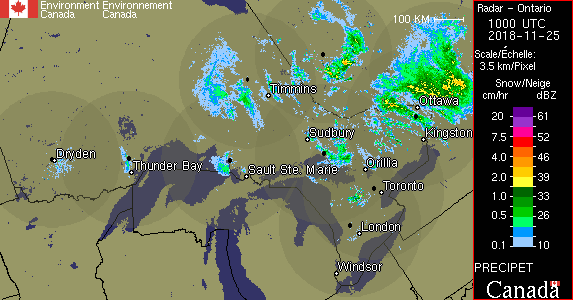 Environment Environnement
Canada Canada
100 KM
Timmins
Ottawa
Sudbury
Kingston
Dryden
Thunder Bay
Sault Ste. Marie
Orillia
Toronto
London
Windsor
Radar - Ontario
1000 UTC
2018-11-25
Scale/Échelle:
3.5 km/Pixel
Snow/Neige
cm/hr dBZ
20 61
7.5 52
4.0 46
2.0 39
1.0 33
0.5 26
0.1 10
PRECIPET
Canada